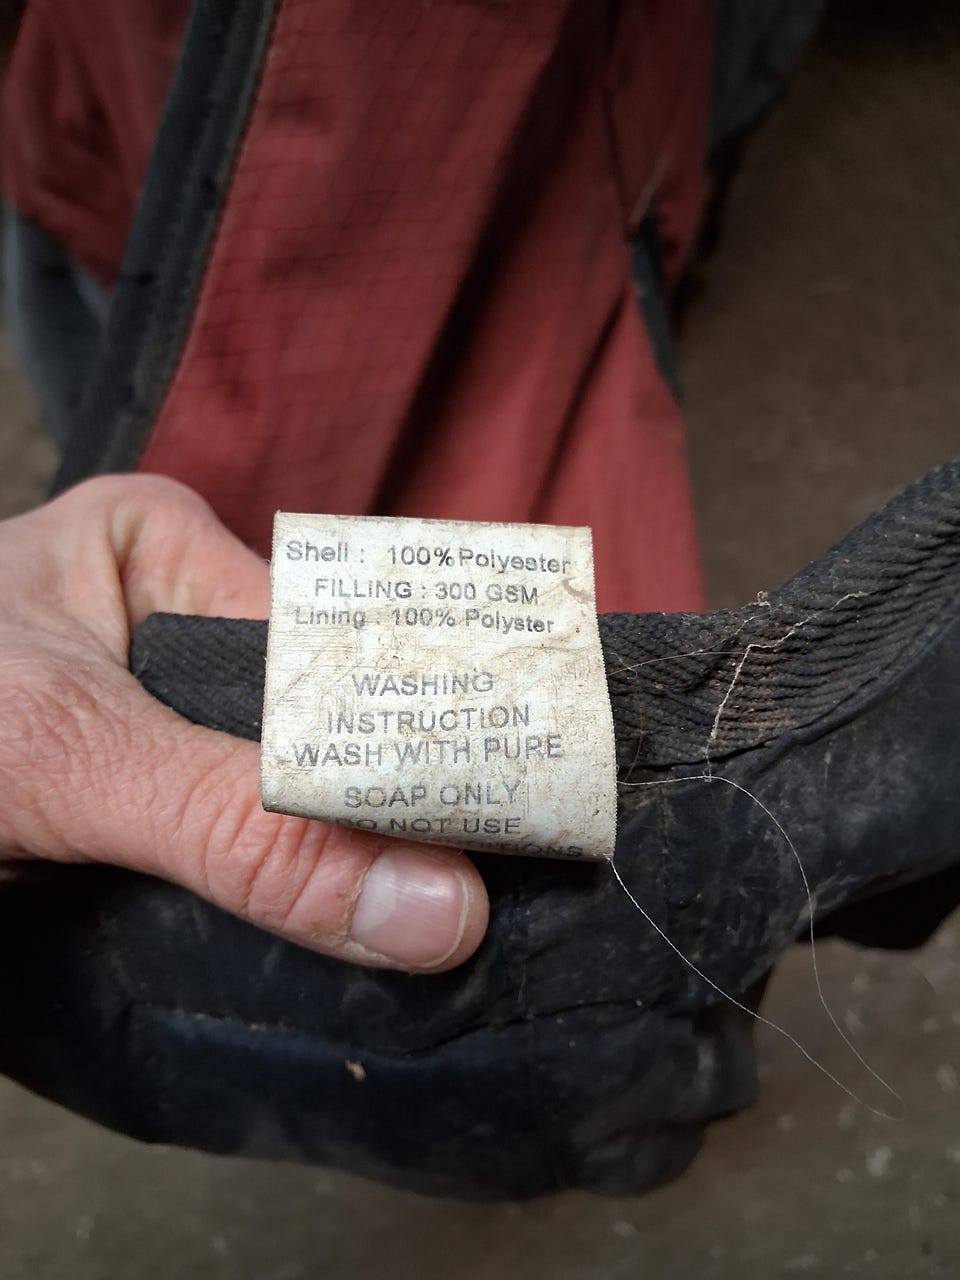 Shell : 100% Polyester
FILLING : 300 GSM
Lining : 100% Polyster
WASHING
INSTRUCTION
WASH WITH PURE
SOAP ONLY
DO NOT USE